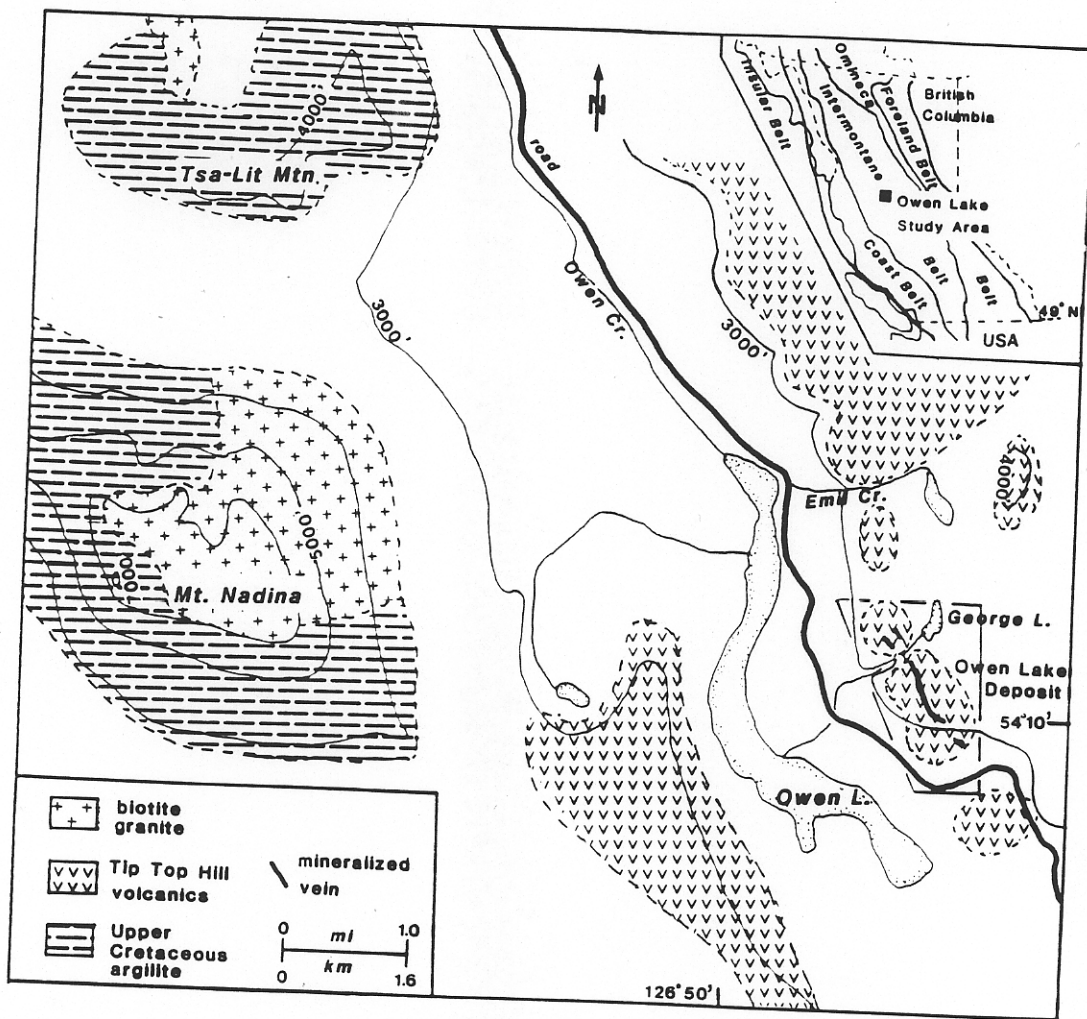 4000'
Tsa-Lit Mtn.
N
road
Owen Cr.
3000'
3000'
Insular Belt
Coast Belt
Intermontane Belt
Omineca Belt
Foreland Belt
British
Columbia
Owen Lake
Study Area
49° N
USA
5000'
7000'
Mt. Nadina
Emil Cr.
4000'
George L.
Owen Lake
Deposit
54°10'
Owen L.
126°50'
biotite
granite
Tip Top Hill
volcanics
Upper
Cretaceous
argilite
mineralized
vein
0 mi 1.0
km
0 1.6